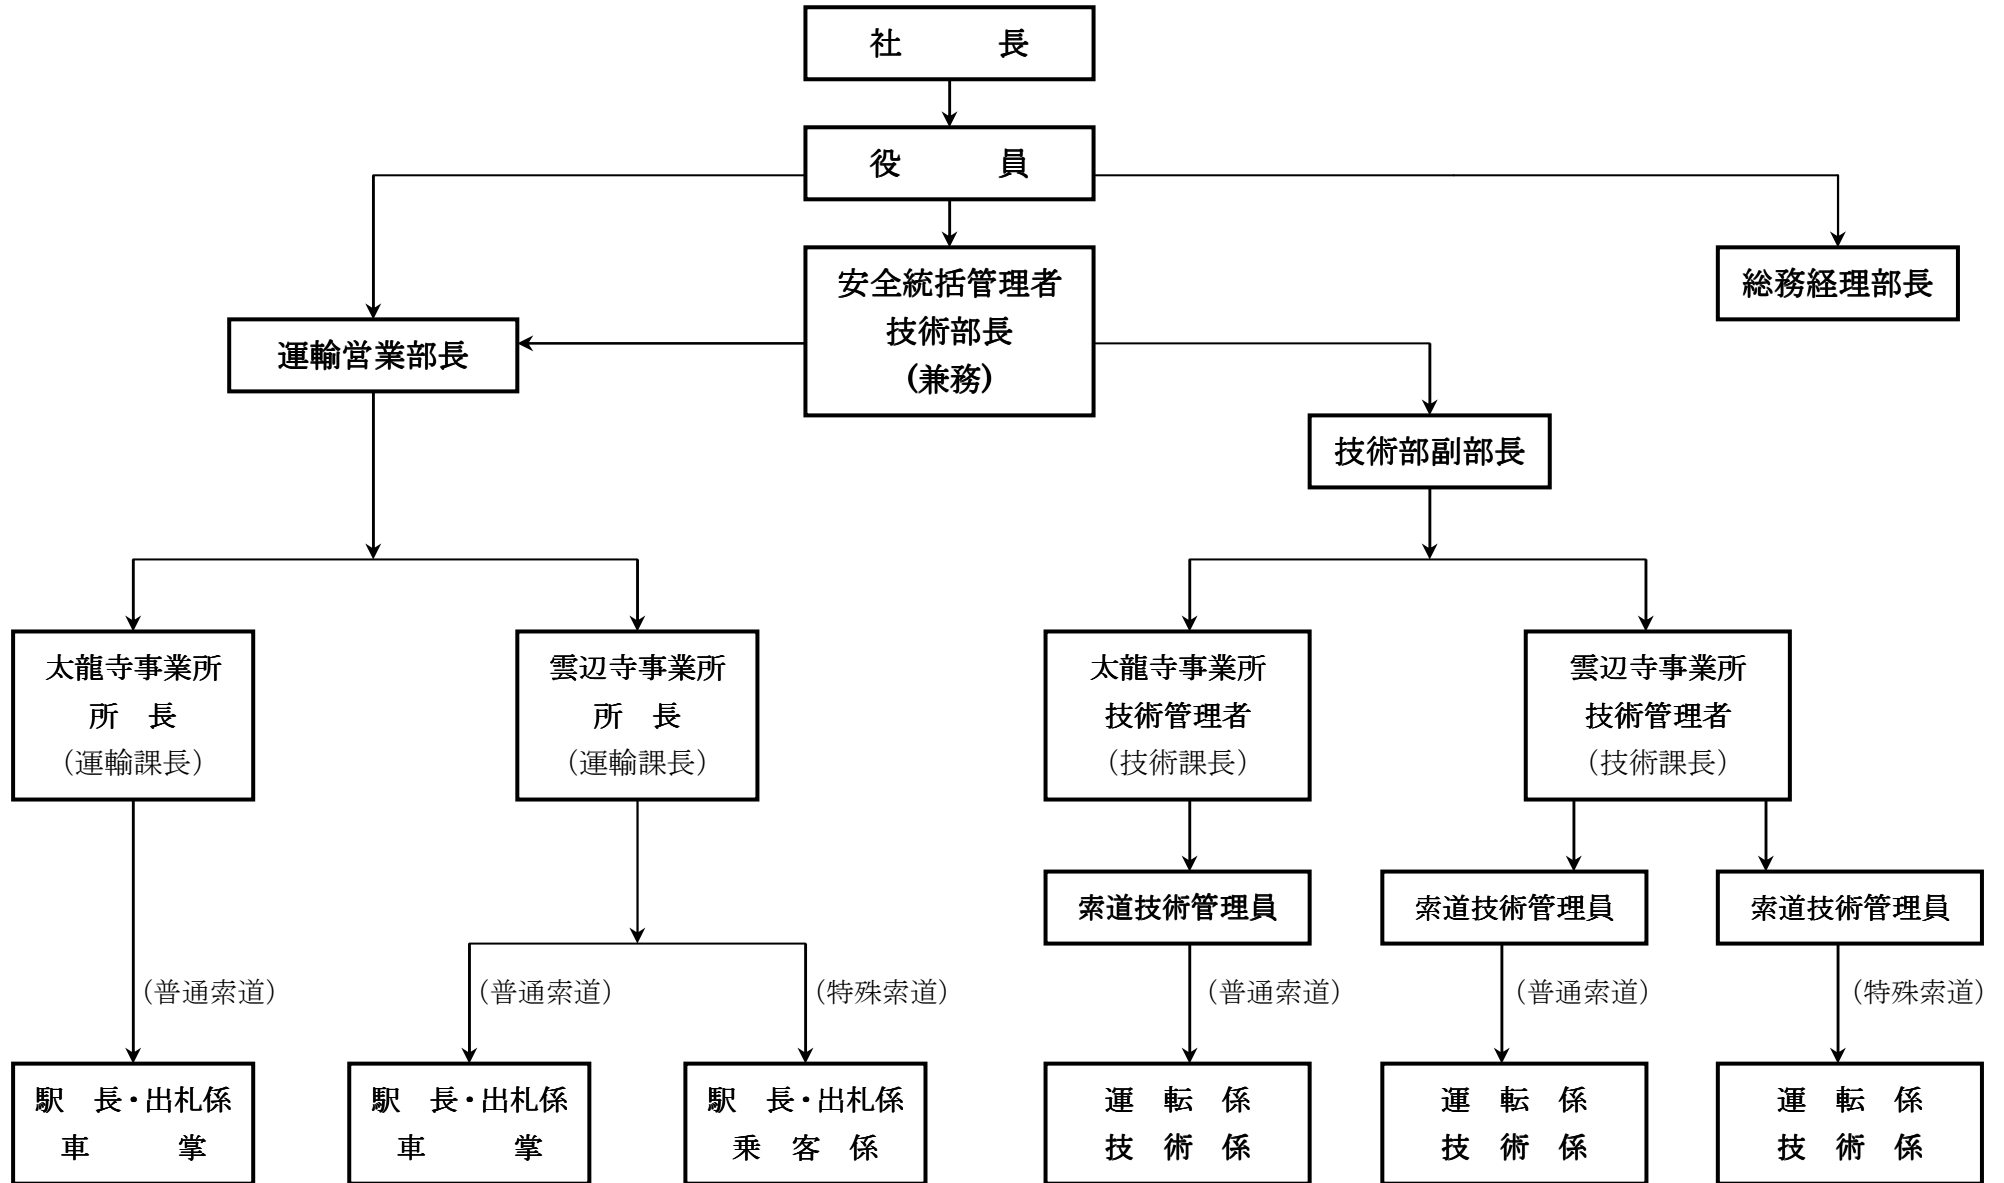 社　　　長
役　　　員
安全統括管理者
技術部長
(兼務)
総務経理部長
運輸営業部長
技術部副部長
太龍寺事業所
所　長
（運輸課長）
雲辺寺事業所
所　長
（運輸課長）
太龍寺事業所
技術管理者
（技術課長）
雲辺寺事業所
技術管理者
（技術課長）
索道技術管理員
索道技術管理員
索道技術管理員
（普通索道）
（普通索道）
（特殊索道）
（普通索道）
（普通索道）
（特殊索道）
駅　長・出札係
車　　　掌
駅　長・出札係
車　　　掌
駅　長・出札係
乗　客　係
運　転　係
技　術　係
運　転　係
技　術　係
運　転　係
技　術　係